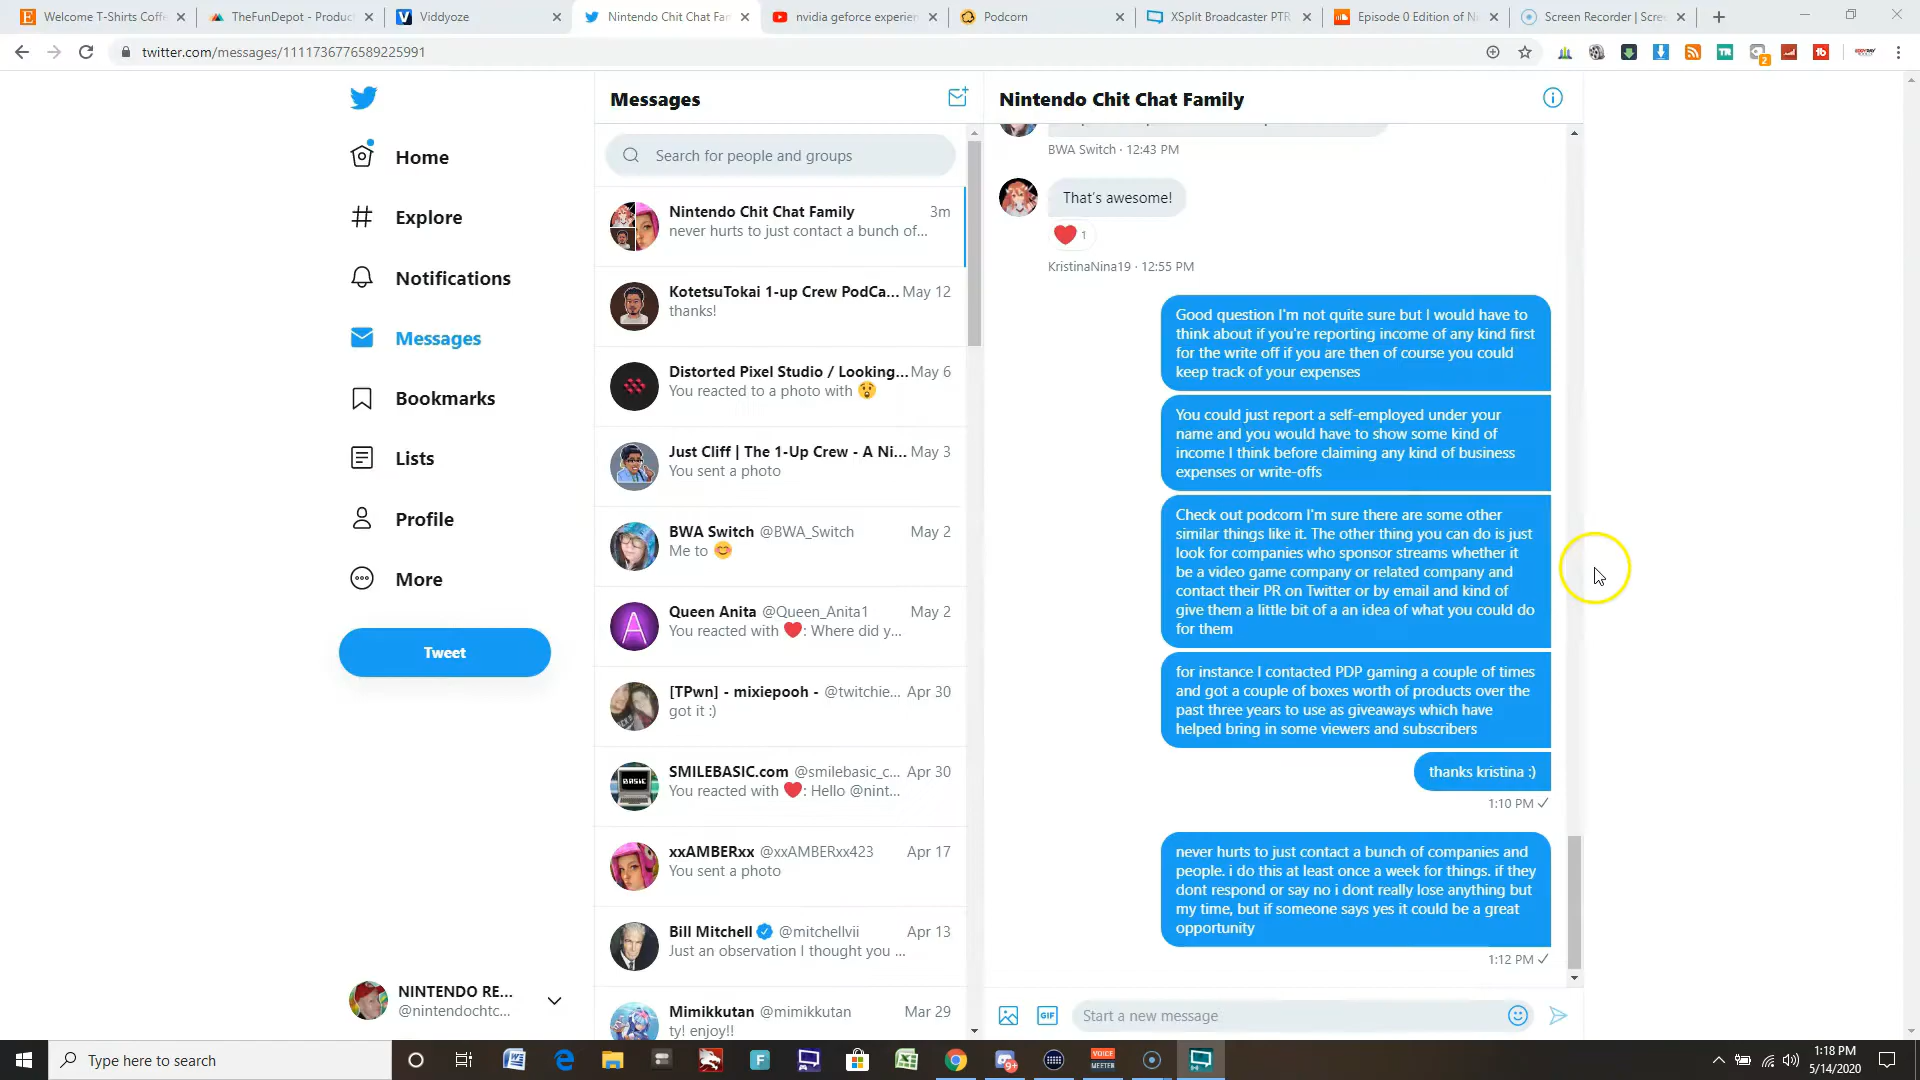 Welcome T-Shirts Coff
TheFunDepot - Produc
Viddyoze
Nintendo Chit Chat Fa
nvidia geforce experien
Podcorn
XSplit Broadcaster PTR
Episode 0 Edition of N
Screen Recorder | Scre
twitter.com/messages/1111736776589225991
2
Home
Explore
Notifications
Messages
Bookmarks
Lists
Profile
More
Tweet
NINTENDO RE...
@nintendochtc...
Messages
Search for people and groups
Nintendo Chit Chat Family 3m
never hurts to just contact a bunch of...
KotetsuTokai 1-up Crew PodCa... May 12
thanks!
Distorted Pixel Studio / Looking... May 6
You reacted to a photo with 😲
Just Cliff | The 1-Up Crew - A Ni... May 3
You sent a photo
BWA Switch @BWA_Switch May 2
Me to 😊
Queen Anita @Queen_Anita1 May 2
You reacted with ❤️: Where did y...
[TPwn] - mixiepooh - @twitchie... Apr 30
got it :)
SMILEBASIC.com @smilebasic_c... Apr 30
You reacted with ❤️: Hello @nint...
xxAMBERxx @xxAMBERxx423 Apr 17
You sent a photo
Bill Mitchell @mitchellvii Apr 13
Just an observation I thought you ...
Mimikkutan @mimikkutan Mar 29
ty! enjoy!!
Nintendo Chit Chat Family
BWA Switch · 12:43 PM
That's awesome!
❤️ 1
KristinaNina19 · 12:55 PM
Good question I'm not quite sure but I would have to
think about if you're reporting income of any kind first
for the write off if you are then of course you could
keep track of your expenses
You could just report a self-employed under your
name and you would have to show some kind of
income I think before claiming any kind of business
expenses or write-offs
Check out podcorn I'm sure there are some other
similar things like it. The other thing you can do is just
look for companies who sponsor streams whether it
be a video game company or related company and
contact their PR on Twitter or by email and kind of
give them a little bit of a an idea of what you could do
for them
for instance I contacted PDP gaming a couple of times
and got a couple of boxes worth of products over the
past three years to use as giveaways which have
helped bring in some viewers and subscribers
thanks kristina :)
1:10 PM ✓
never hurts to just contact a bunch of companies and
people. i do this at least once a week for things. if they
dont respond or say no i dont really lose anything but
my time, but if someone says yes it could be a great
opportunity
1:12 PM ✓
GIF
Start a new message
Type here to search
VOICE
MEETER
1:18 PM
5/14/2020